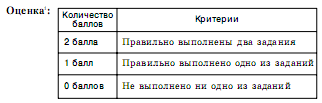 Оценка¹:
Количество баллов
Критерии
2 балла Правильно выполнены два задания
1 балл Правильно выполнено одно из заданий
0 баллов Не выполнено ни одно из заданий